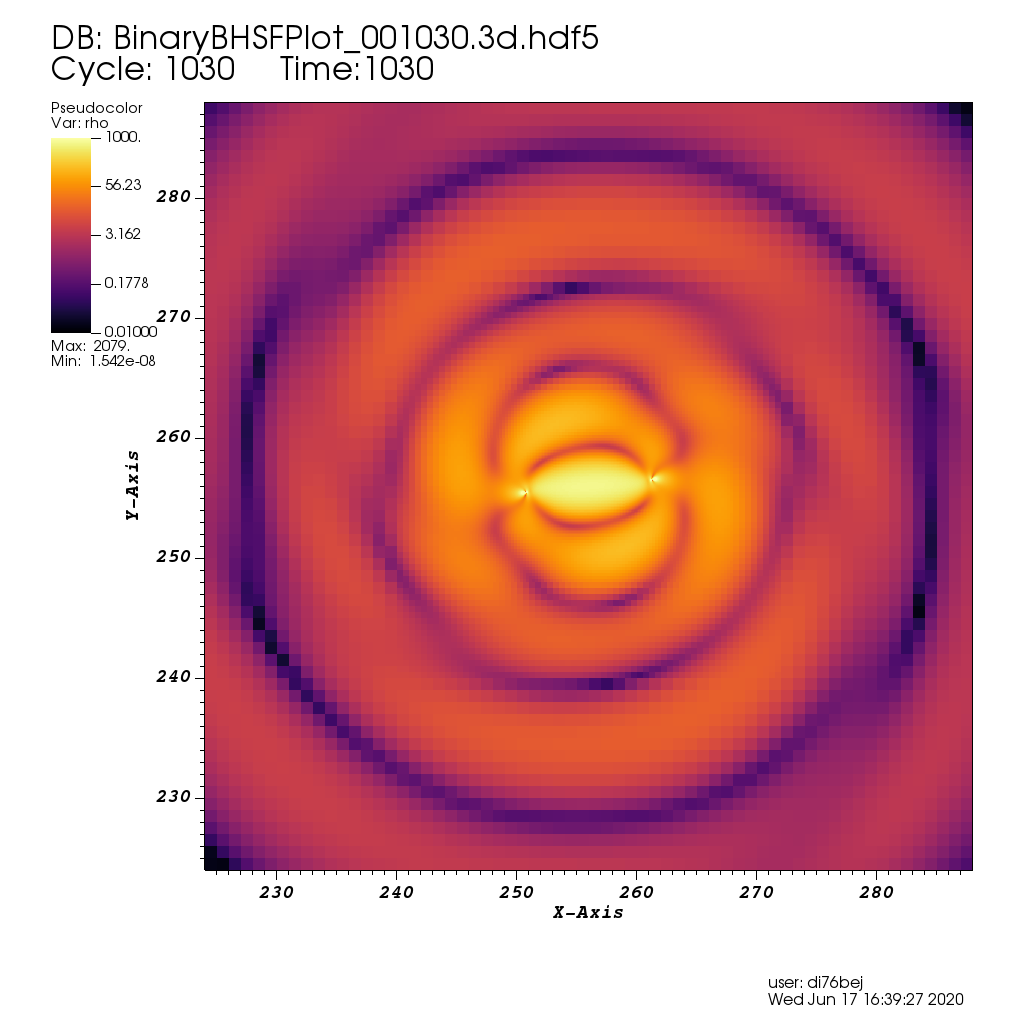 DB: BinaryBHSFPlot_001030.3d.hdf5
Cycle: 1030 Time:1030
Pseudocolor
Var: rho
1000.
56.23
3.162
0.1778
0.01000
Max: 2079.
Min: 1.542e-08
280
270
260
250
240
230
Y-Axis
230 240 250 260 270 280
X-Axis
user: di76bej
Wed Jun 17 16:39:27 2020